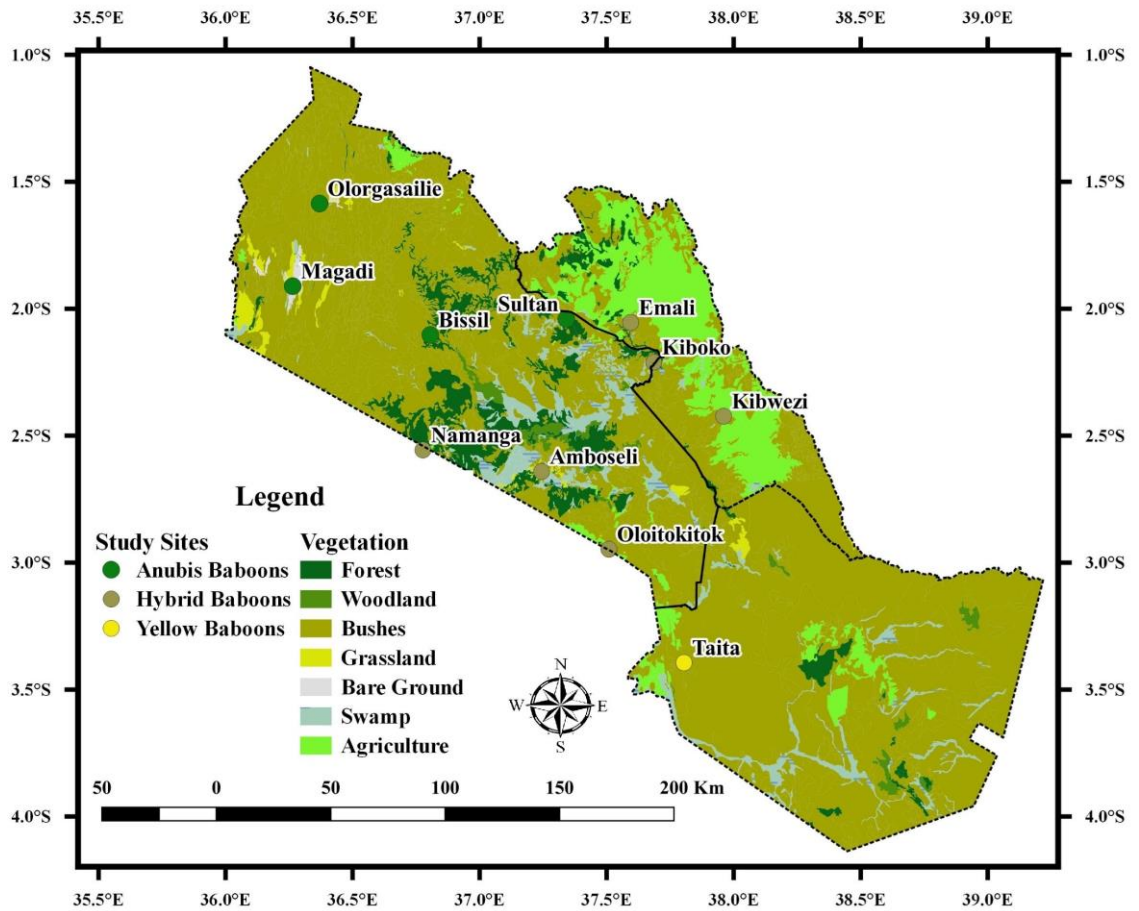 35.5°E 36.0°E 36.5°E 37.0°E 37.5°E 38.0°E 38.5°E 39.0°E
1.0°S 1.0°S
1.5°S 1.5°S
Olorgasailie
Magadi
2.0°S 2.0°S
Sultan
Emali
Bissil
Kiboko
Kibwezi
2.5°S 2.5°S
Namanga
Amboseli
Oloitokitok
3.0°S 3.0°S
Taita
3.5°S 3.5°S
4.0°S 4.0°S
Legend
Study Sites
Anubis Baboons
Hybrid Baboons
Yellow Baboons
Vegetation
Forest
Woodland
Bushes
Grassland
Bare Ground
Swamp
Agriculture
N
W E
S
50 0 50 100 150 200 Km
35.5°E 36.0°E 36.5°E 37.0°E 37.5°E 38.0°E 38.5°E 39.0°E